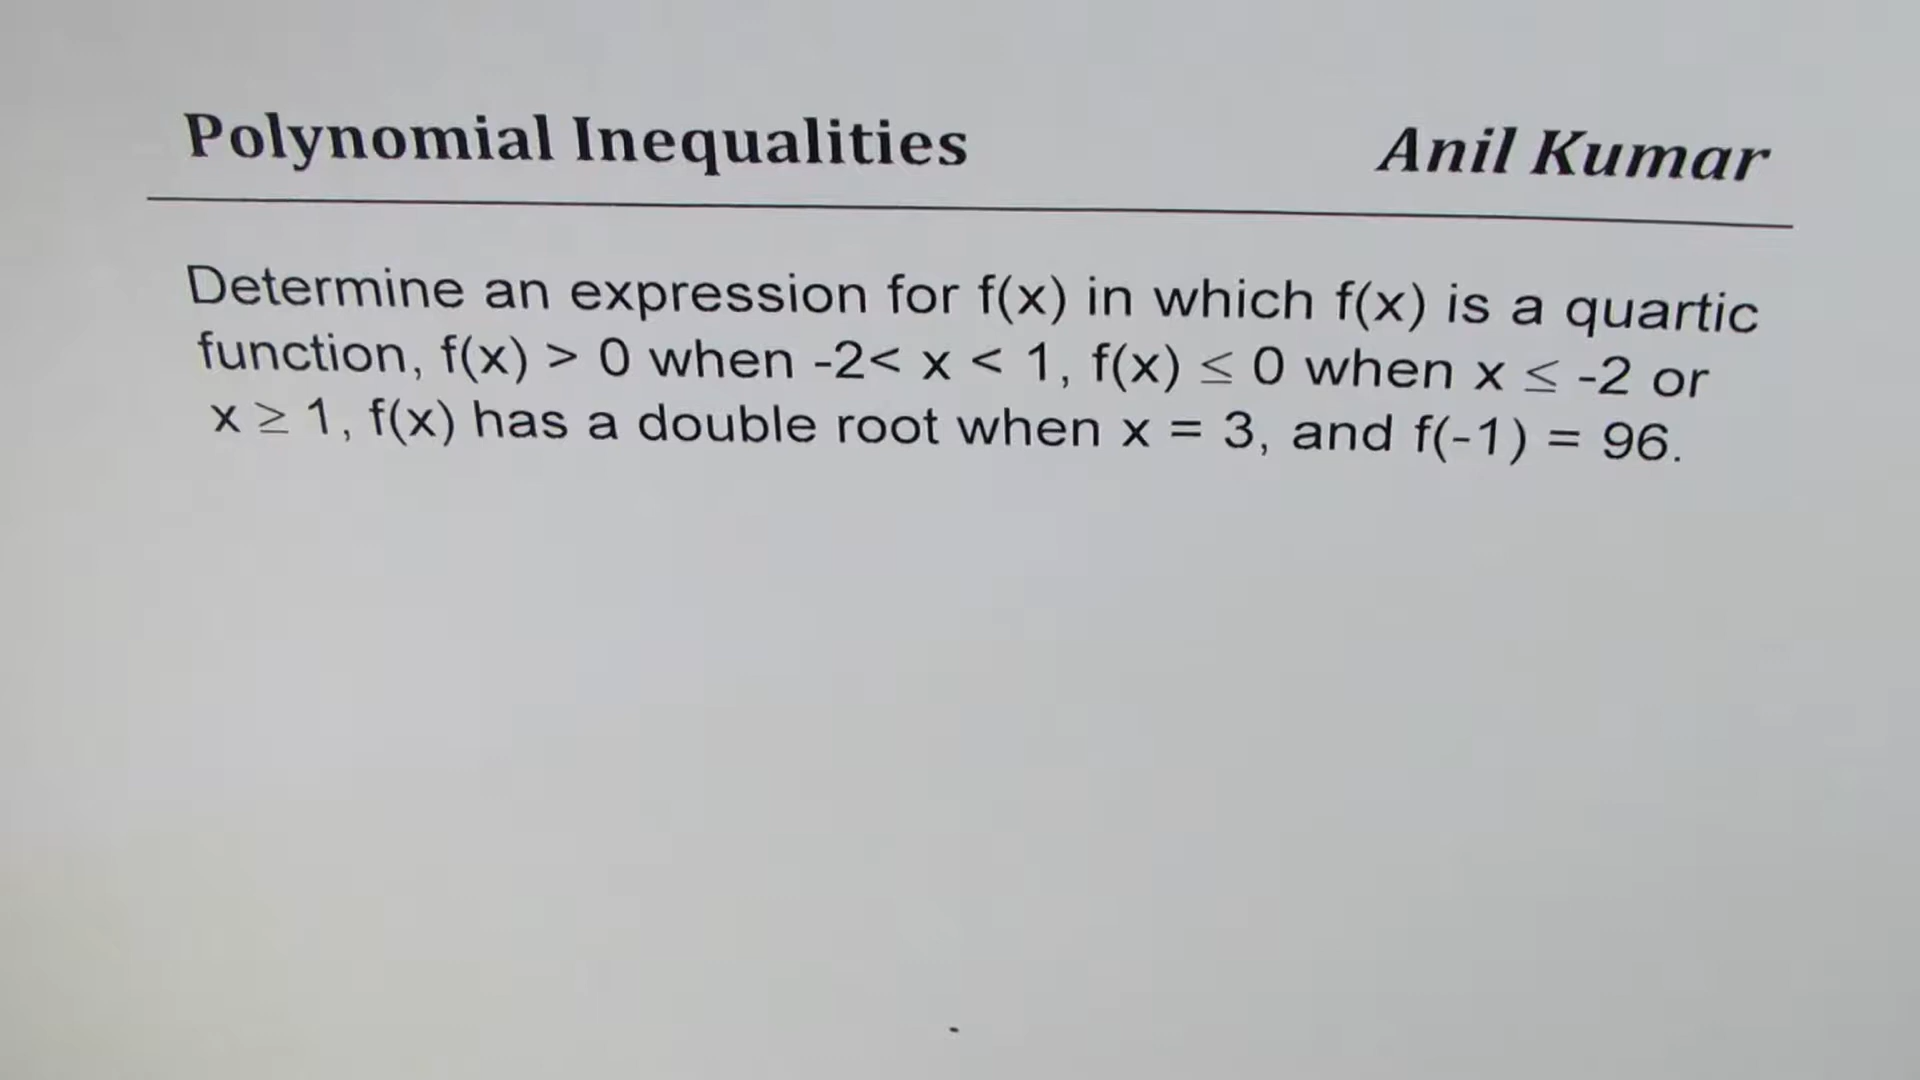 Polynomial Inequalities
Anil Kumar
Determine an expression for f(x) in which f(x) is a quartic
function, f(x) > 0 when -2< x < 1, f(x) ≤ 0 when x ≤ -2 or
x ≥ 1, f(x) has a double root when x = 3, and f(-1) = 96.